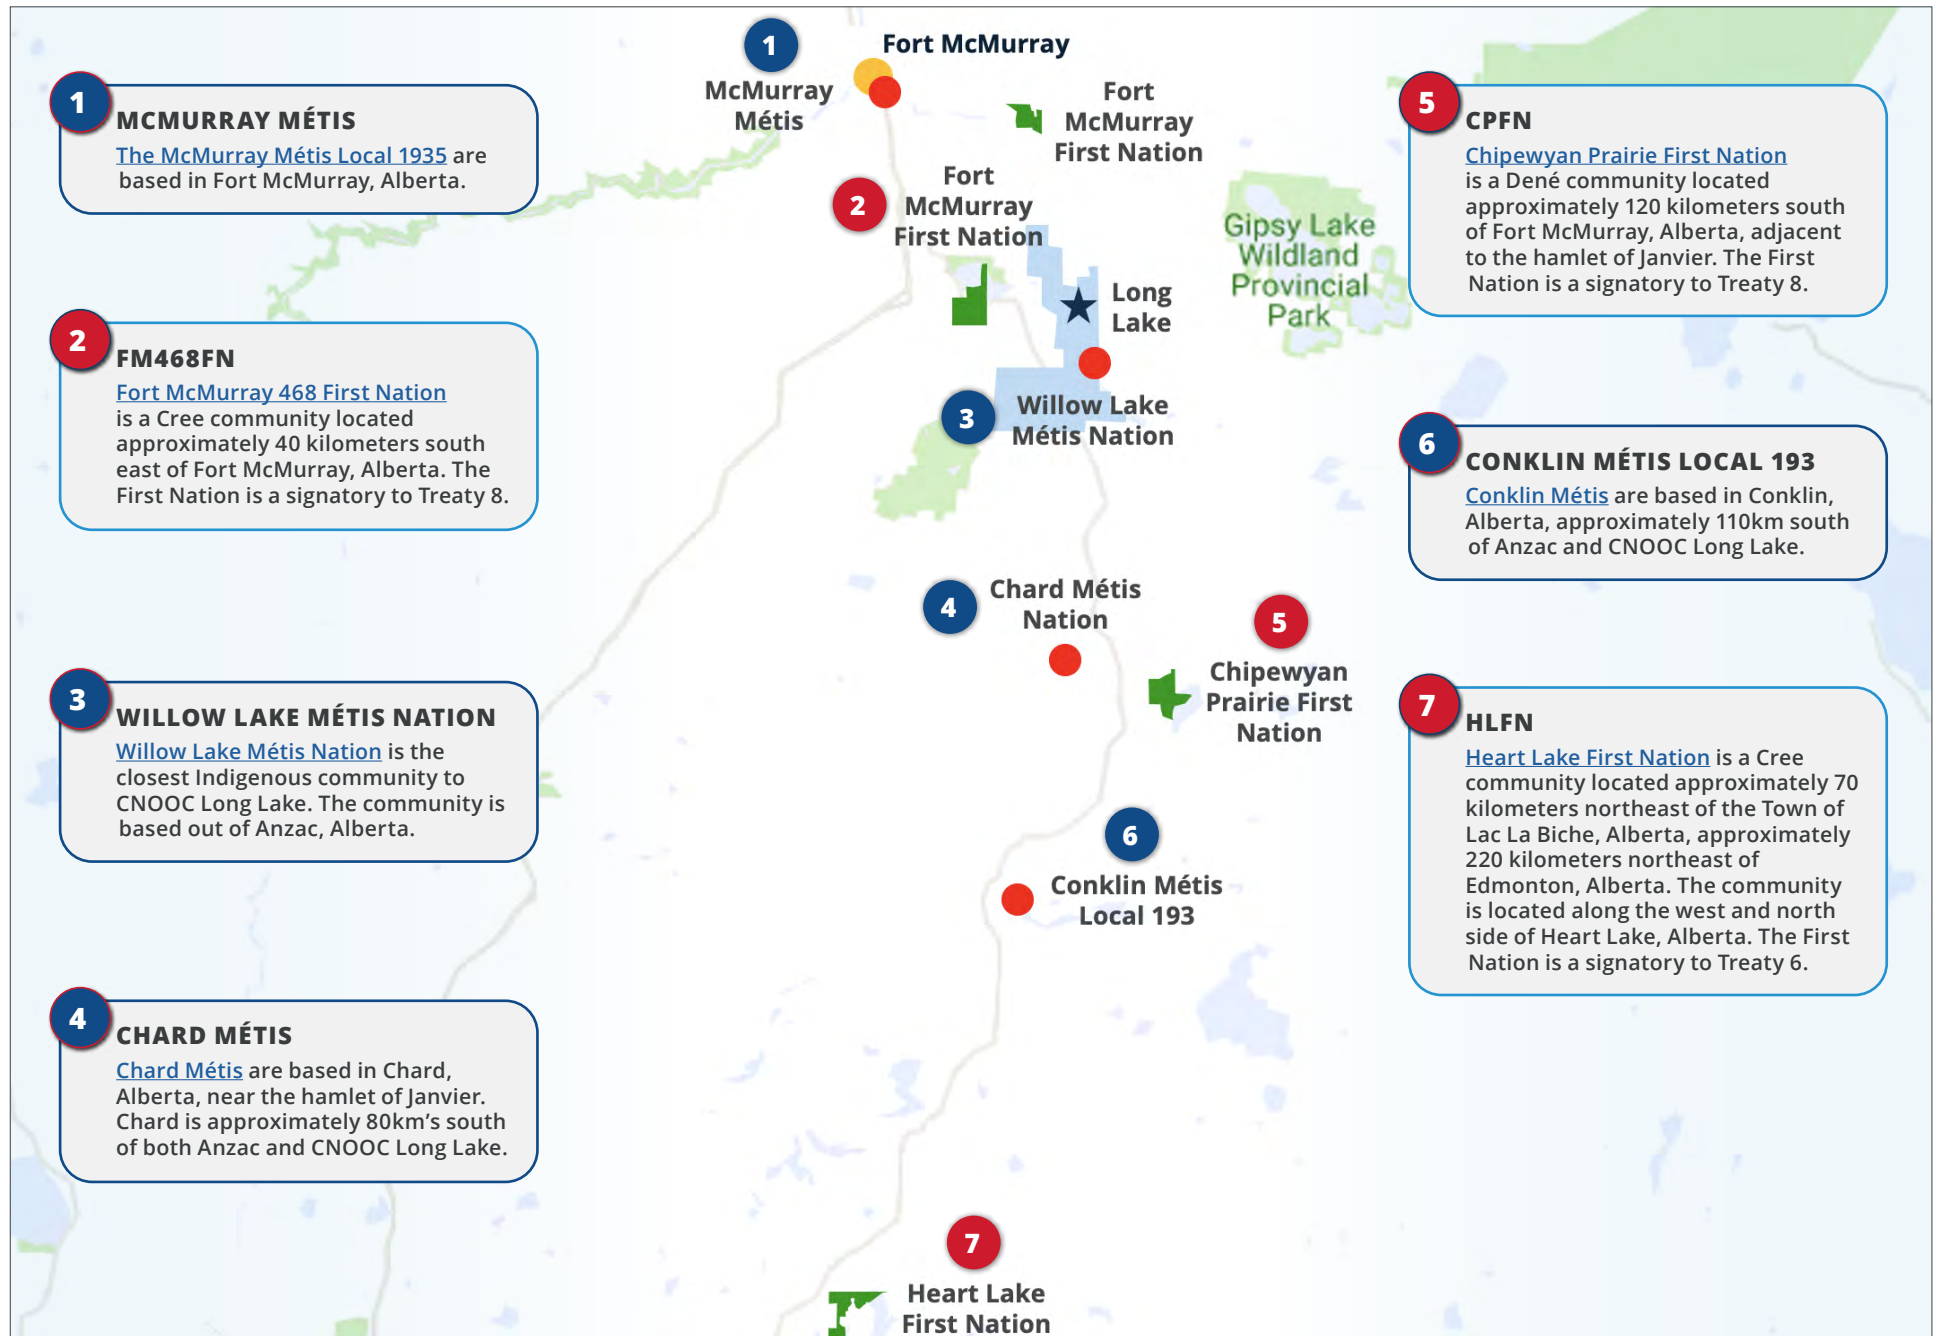 1
MCMURRAY MÉTIS
The McMurray Métis Local 1935 are
based in Fort McMurray, Alberta.
2
FM468FN
Fort McMurray 468 First Nation
is a Cree community located
approximately 40 kilometers south
east of Fort McMurray, Alberta. The
First Nation is a signatory to Treaty 8.
3
WILLOW LAKE MÉTIS NATION
Willow Lake Métis Nation is the
closest Indigenous community to
CNOOC Long Lake. The community is
based out of Anzac, Alberta.
4
CHARD MÉTIS
Chard Métis are based in Chard,
Alberta, near the hamlet of Janvier.
Chard is approximately 80km's south
of both Anzac and CNOOC Long Lake.
1
McMurray
Métis
Fort McMurray
Fort
McMurray
First Nation
2
Fort
McMurray
First Nation
Gipsy Lake
Wildland
Provincial
Park
Long
Lake
3
Willow Lake
Métis Nation
4
Chard Métis
Nation
5
Chipewyan
Prairie First
Nation
6
Conklin Métis
Local 193
7
Heart Lake
First Nation
5
CPFN
Chipewyan Prairie First Nation
is a Dené community located
approximately 120 kilometers south
of Fort McMurray, Alberta, adjacent
to the hamlet of Janvier. The First
Nation is a signatory to Treaty 8.
6
CONKLIN MÉTIS LOCAL 193
Conklin Métis are based in Conklin,
Alberta, approximately 110km south
of Anzac and CNOOC Long Lake.
7
HLFN
Heart Lake First Nation is a Cree
community located approximately 70
kilometers northeast of the Town of
Lac La Biche, Alberta, approximately
220 kilometers northeast of
Edmonton, Alberta. The community
is located along the west and north
side of Heart Lake, Alberta. The First
Nation is a signatory to Treaty 6.